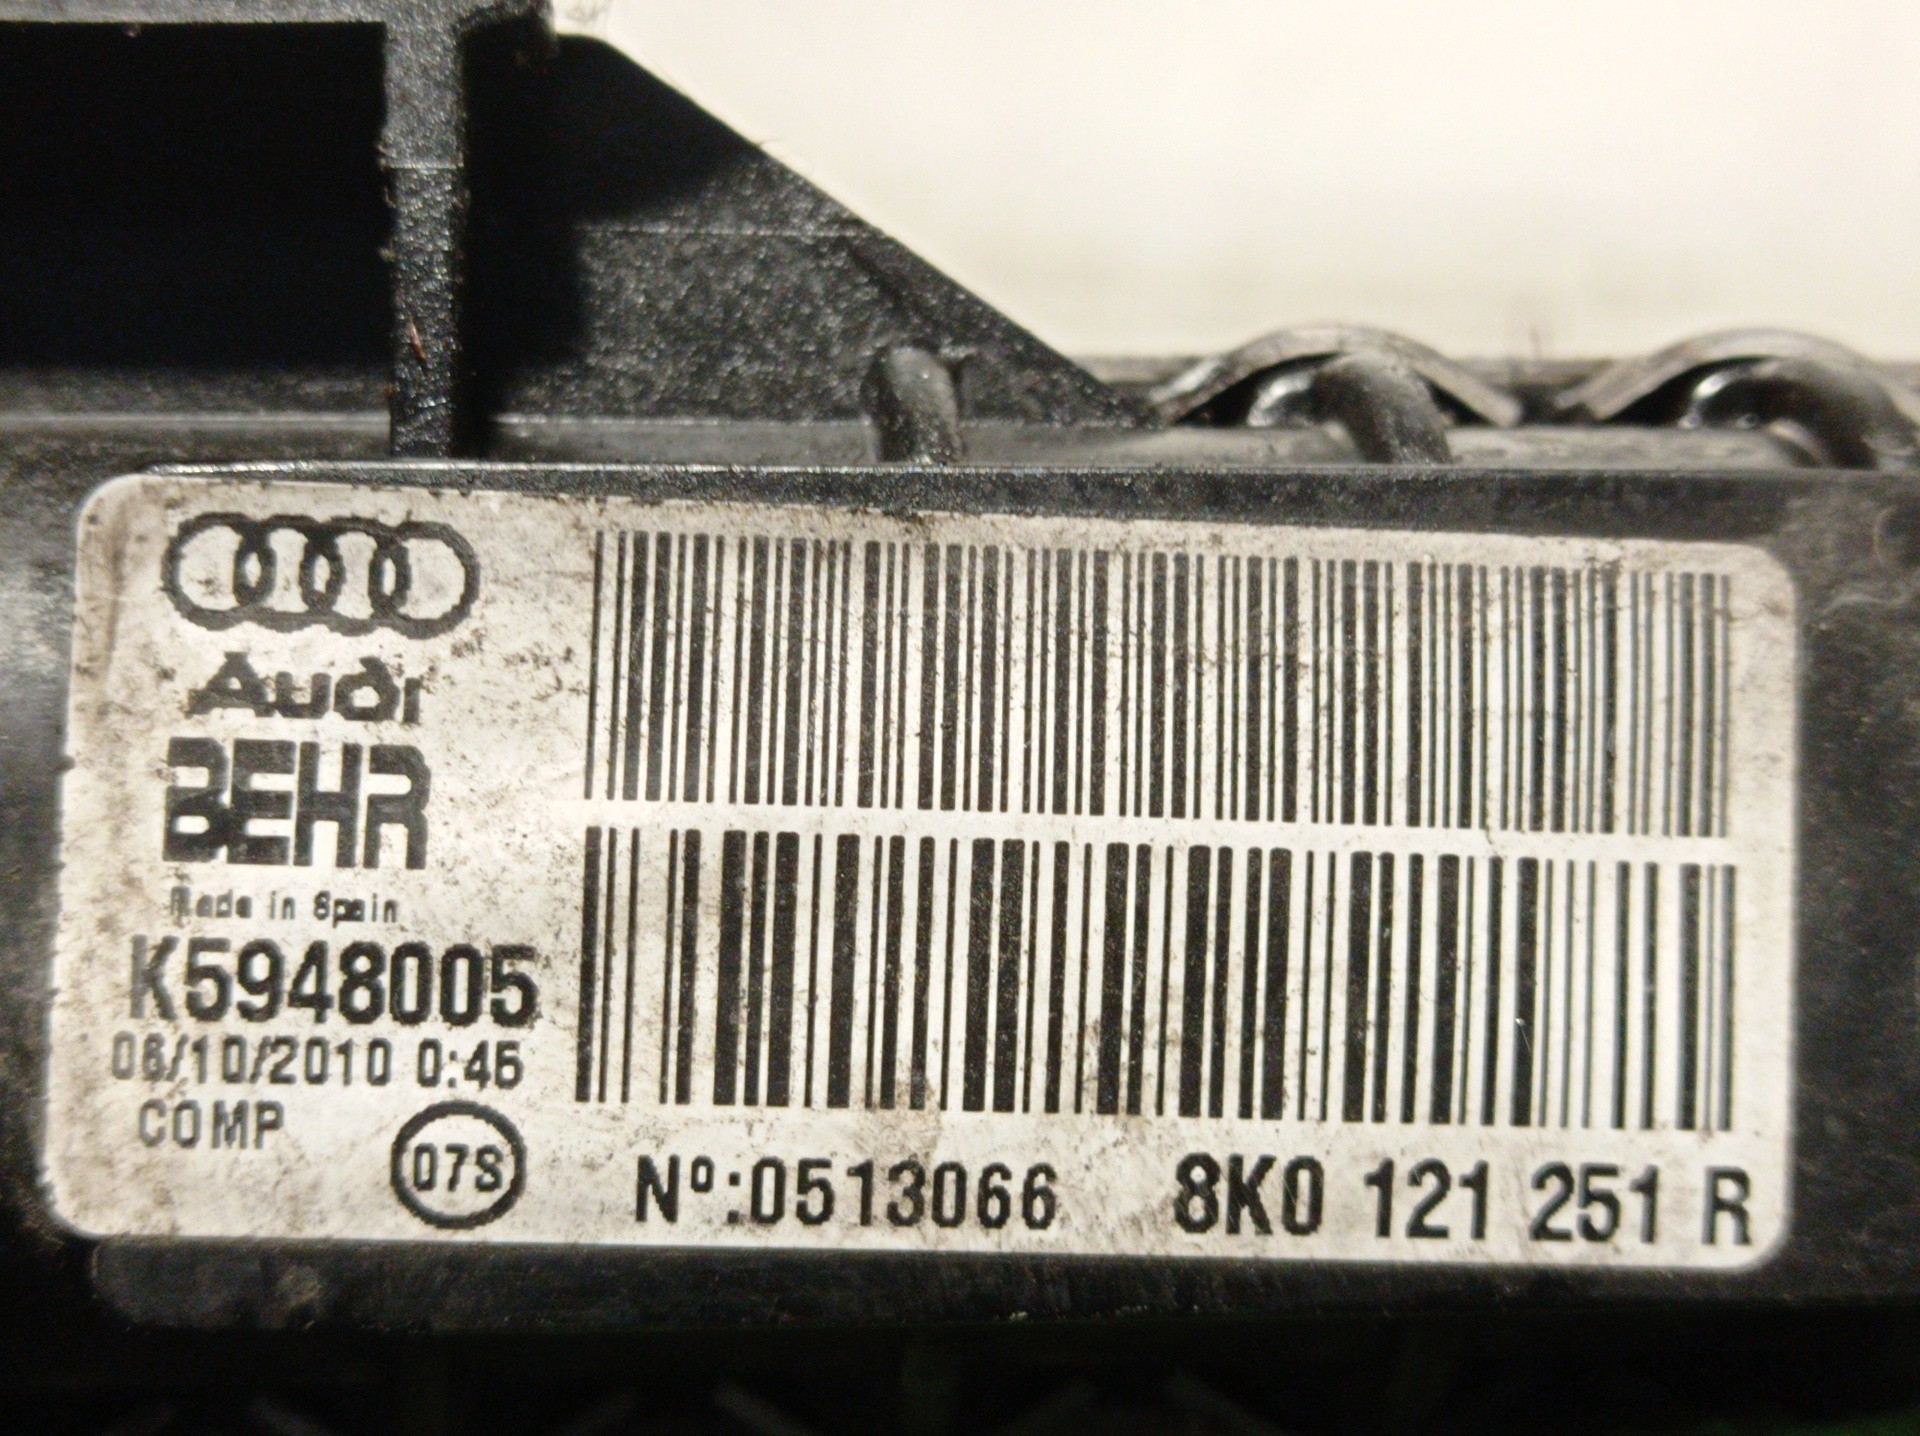 Audi
BEHR
Made in Spain
K5948005
06/10/2010 0:45
COMP
07S
Nº:0513066 8K0 121 251 R